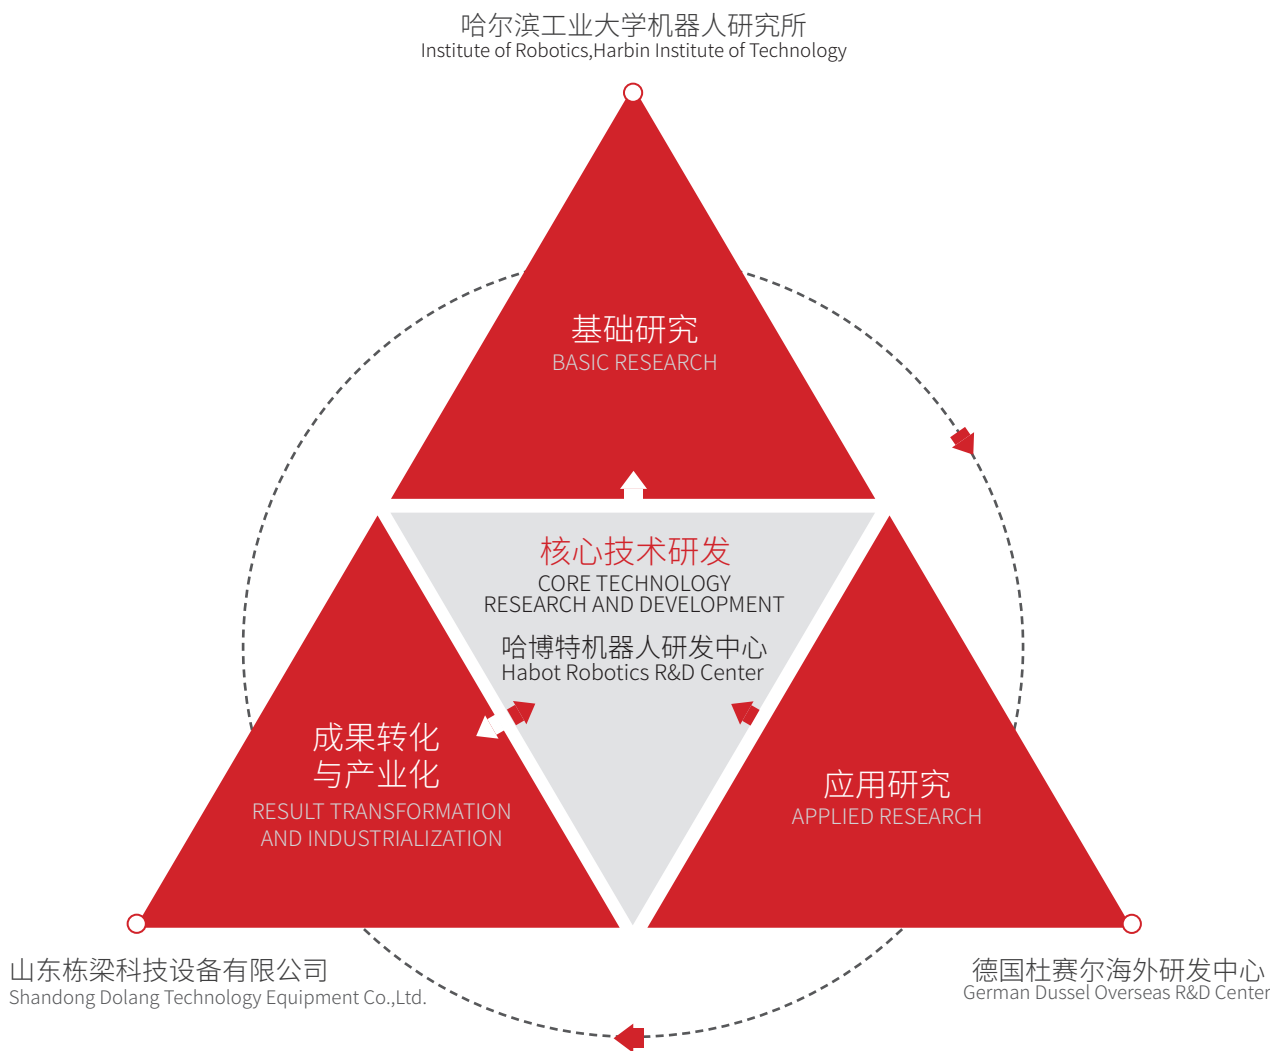 哈尔滨工业大学机器人研究所
Institute of Robotics,Harbin Institute of Technology
基础研究
BASIC RESEARCH
核心技术研发
CORE TECHNOLOGY
RESEARCH AND DEVELOPMENT
哈博特机器人研发中心
Habot Robotics R&D Center
成果转化
与产业化
RESULT TRANSFORMATION
AND INDUSTRIALIZATION
应用研究
APPLIED RESEARCH
山东栋梁科技设备有限公司
Shandong Dolang Technology Equipment Co.,Ltd.
德国杜赛尔海外研发中心
German Dussel Overseas R&D Center